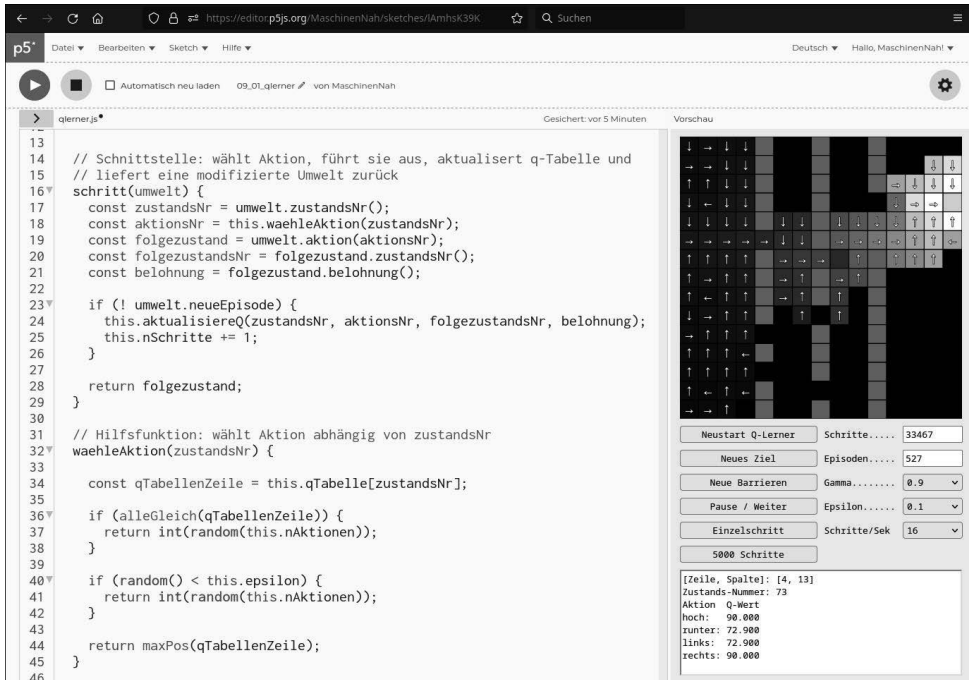 https://editor.p5js.org/MaschinenNah/sketches/lAmhsK39K
Suchen
p5*
Datei Bearbeiten Sketch Hilfe
Deutsch Hallo, MaschinenNah!
Automatisch neu laden 09_01_qlerner von MaschinenNah
qlerner.js Gesichert: vor 5 Minuten Vorschau
13
14 // Schnittstelle: wählt Aktion, führt sie aus, aktualisert q-Tabelle und
15 // liefert eine modifizierte Umwelt zurück
16 schritt(umwelt) {
17 const zustandsNr = umwelt.zustandsNr();
18 const aktionsNr = this.waehleAktion(zustandsNr);
19 const folgezustand = umwelt.aktion(aktionsNr);
20 const folgezustandsNr = folgezustand.zustandsNr();
21 const belohnung = folgezustand.belohnung();
22
23 if (! umwelt.neueEpisode) {
24 this.aktualisiereQ(zustandsNr, aktionsNr, folgezustandsNr, belohnung);
25 this.nSchritte += 1;
26 }
27
28 return folgezustand;
29 }
30
31 // Hilfsfunktion: wählt Aktion abhängig von zustandsNr
32 waehleAktion(zustandsNr) {
33
34 const qTabellenZeile = this.qTabelle[zustandsNr];
35
36 if (alleGleich(qTabellenZeile)) {
37 return int(random(this.nAktionen));
38 }
39
40 if (random() < this.epsilon) {
41 return int(random(this.nAktionen));
42 }
43
44 return maxPos(qTabellenZeile);
45 }
46
Neustart Q-Lerner Schritte..... 33467
Neues Ziel Episoden..... 527
Neue Barrieren Gamma........ 0.9
Pause / Weiter Epsilon...... 0.1
Einzelschritt Schritte/Sek 16
5000 Schritte
[Zeile, Spalte]: [4, 13]
Zustands-Nummer: 73
Aktion Q-Wert
hoch: 90.000
runter: 72.900
links: 72.900
rechts: 90.000